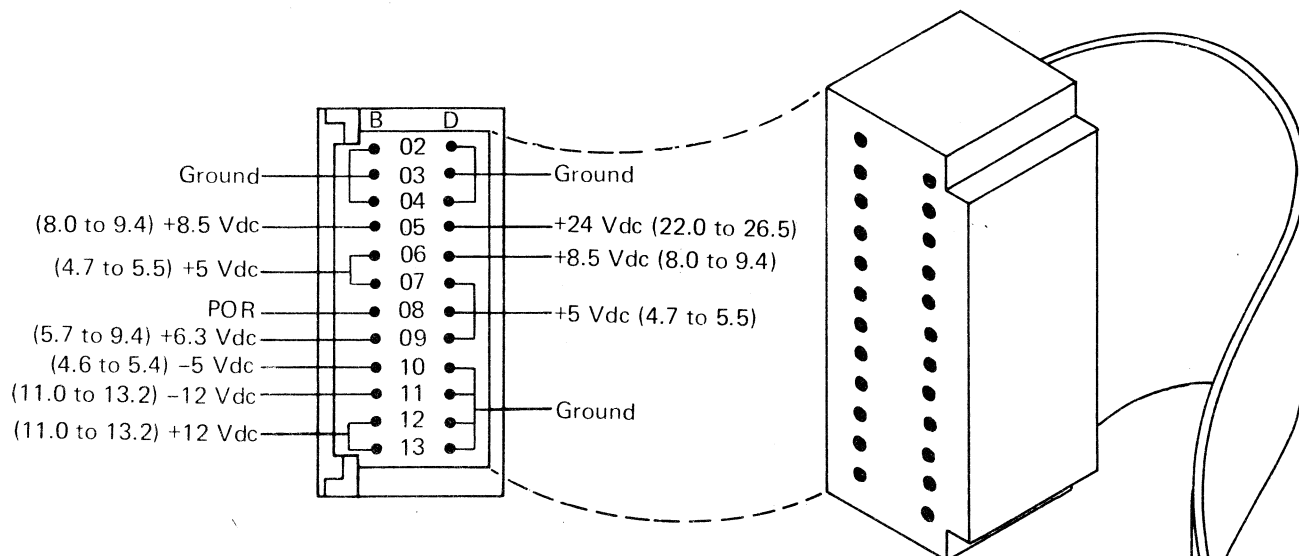 B D
02
Ground 03 Ground
04
(8.0 to 9.4) +8.5 Vdc 05 +24 Vdc (22.0 to 26.5)
06 +8.5 Vdc (8.0 to 9.4)
(4.7 to 5.5) +5 Vdc
07
POR 08 +5 Vdc (4.7 to 5.5)
(5.7 to 9.4) +6.3 Vdc 09
(4.6 to 5.4) –5 Vdc 10
(11.0 to 13.2) –12 Vdc 11
Ground
(11.0 to 13.2) +12 Vdc 12
13